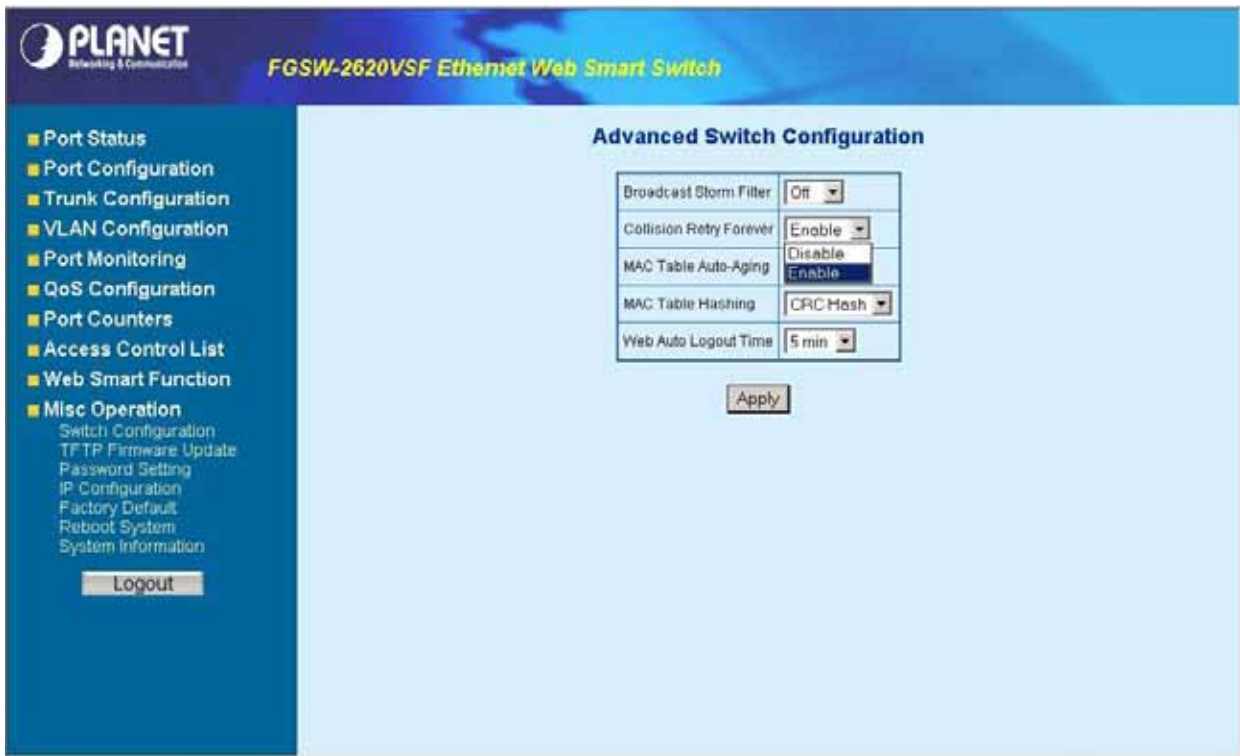 PLANET
Networking & Communication
FGSW-2620VSF Ethernet Web Smart Switch
Port Status
Port Configuration
Trunk Configuration
VLAN Configuration
Port Monitoring
QoS Configuration
Port Counters
Access Control List
Web Smart Function
Misc Operation
Switch Configuration
TFTP Firmware Update
Password Setting
IP Configuration
Factory Default
Reboot System
System Information
Logout
Advanced Switch Configuration
Broadcast Storm Filter Off
Collision Retry Forever Enable
Disable
MAC Table Auto-Aging Enable
MAC Table Hashing CRC Hash
Web Auto Logout Time 5 min
Apply